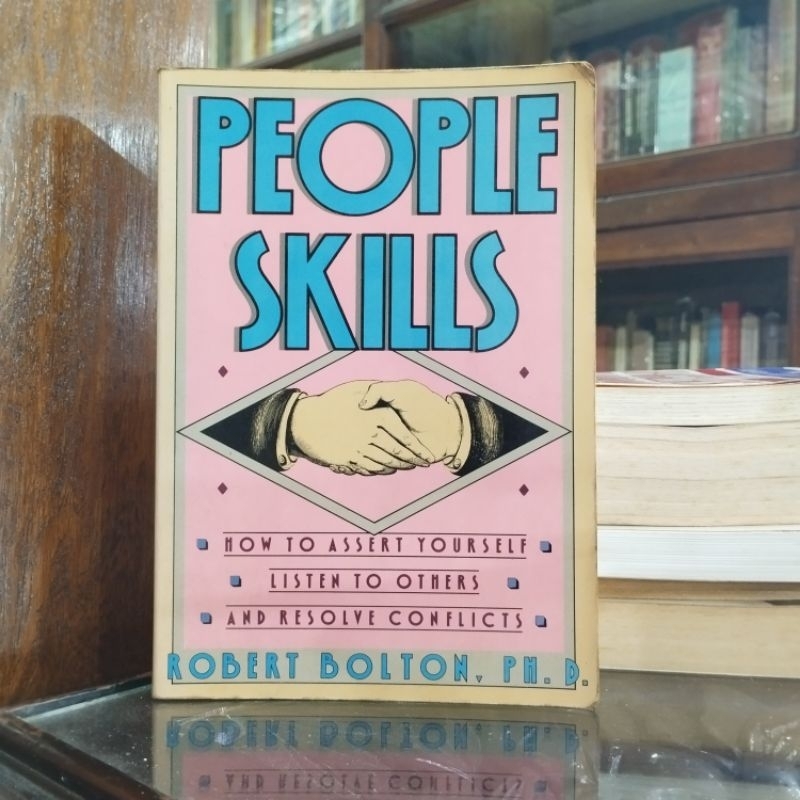 PEOPLE
SKILLS
HOW TO ASSERT YOURSELF
LISTEN TO OTHERS
AND RESOLVE CONFLICTS
ROBERT BOLTON, PH. D.